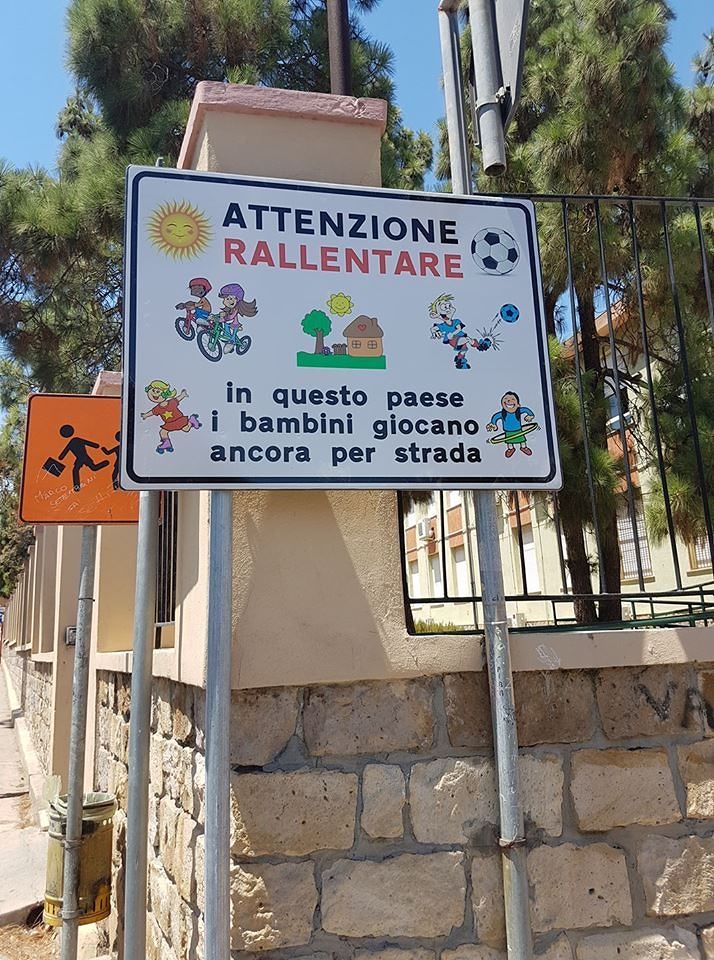 ATTENZIONE
RALLENTARE
in questo paese
i bambini giocano
ancora per strada